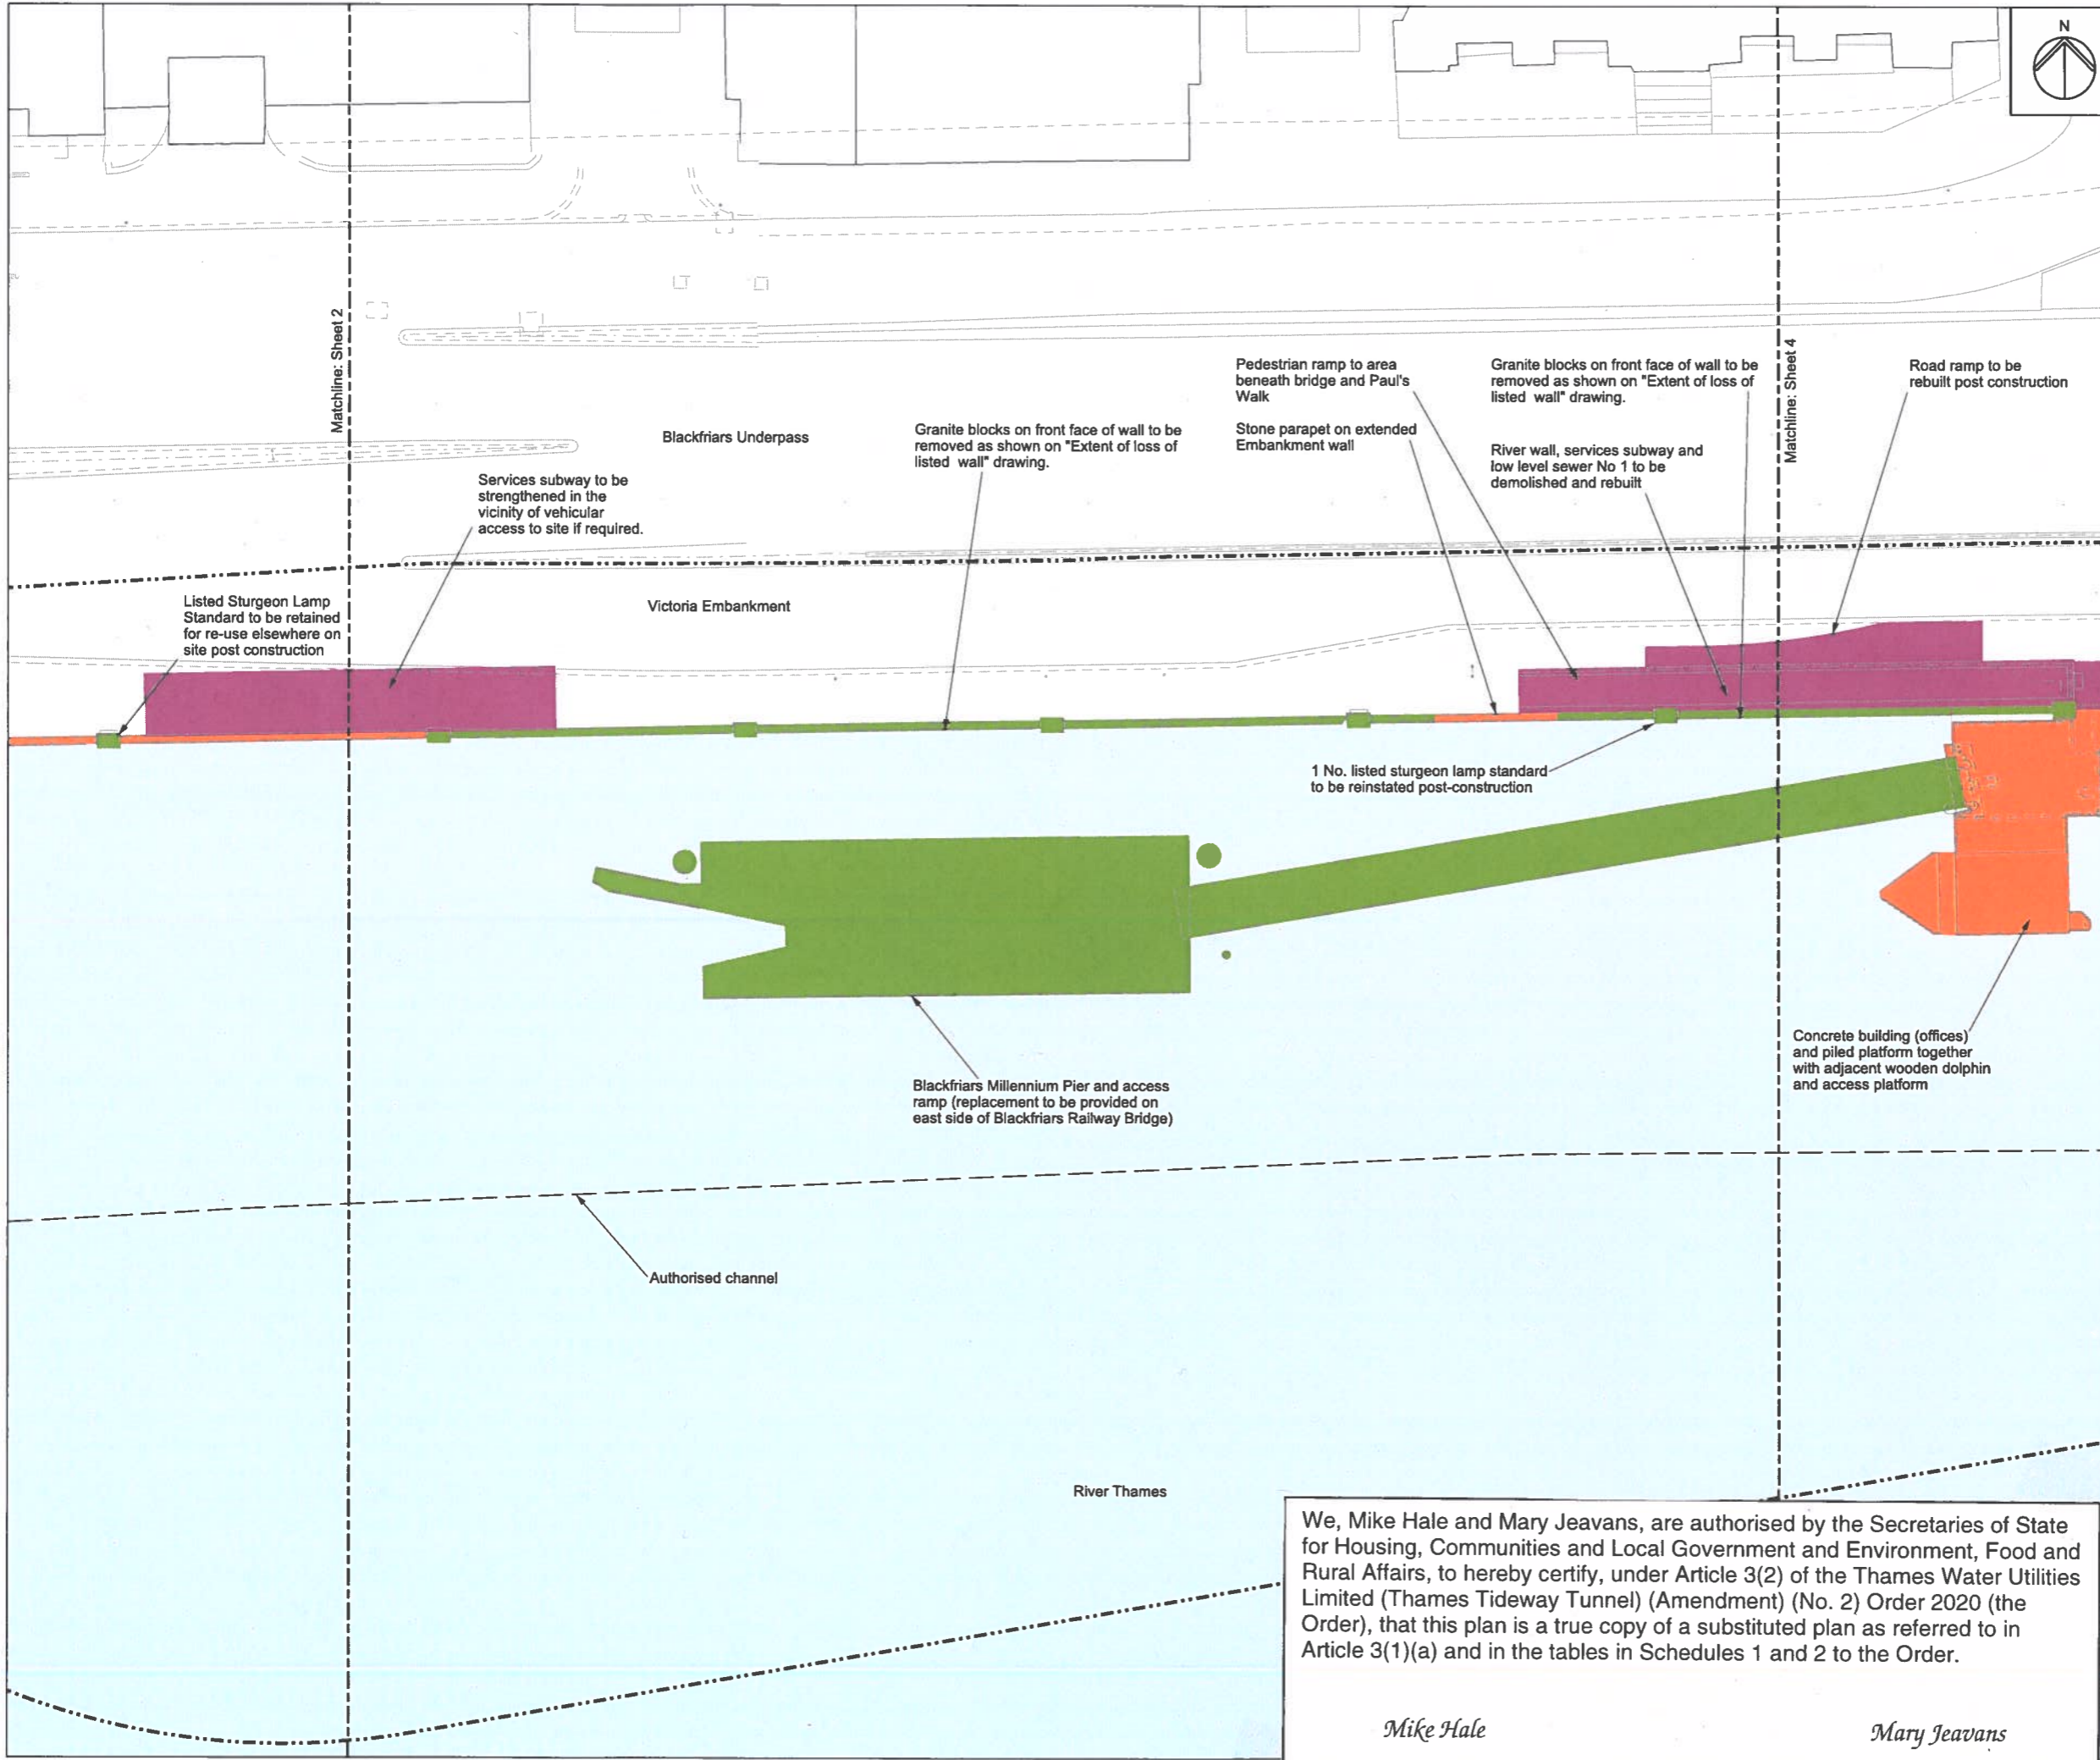 N
Matchline: Sheet 2
Matchline: Sheet 4
Pedestrian ramp to area
beneath bridge and Paul's
Walk
Granite blocks on front face of wall to be
removed as shown on "Extent of loss of
listed wall" drawing.
Road ramp to be
rebuilt post construction
Blackfriars Underpass
Granite blocks on front face of wall to be
removed as shown on "Extent of loss of
listed wall" drawing.
Stone parapet on extended
Embankment wall
River wall, services subway and
low level sewer No 1 to be
demolished and rebuilt
Services subway to be
strengthened in the
vicinity of vehicular
access to site if required.
Listed Sturgeon Lamp
Standard to be retained
for re-use elsewhere on
site post construction
Victoria Embankment
1 No. listed sturgeon lamp standard
to be reinstated post-construction
Concrete building (offices)
and piled platform together
with adjacent wooden dolphin
and access platform
Blackfriars Millennium Pier and access
ramp (replacement to be provided on
east side of Blackfriars Railway Bridge)
Authorised channel
River Thames
We, Mike Hale and Mary Jeavans, are authorised by the Secretaries of State
for Housing, Communities and Local Government and Environment, Food and
Rural Affairs, to hereby certify, under Article 3(2) of the Thames Water Utilities
Limited (Thames Tideway Tunnel) (Amendment) (No. 2) Order 2020 (the
Order), that this plan is a true copy of a substituted plan as referred to in
Article 3(1)(a) and in the tables in Schedules 1 and 2 to the Order.
Mike Hale
Mary Jeavans